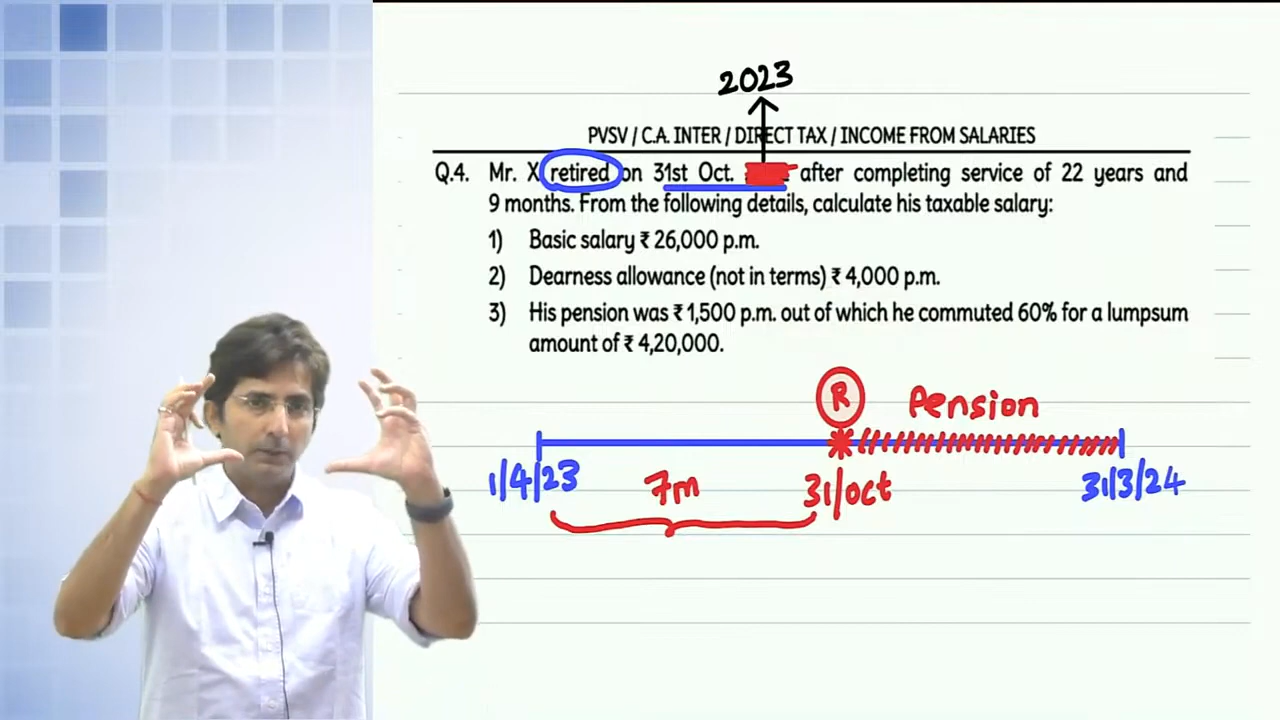 2023
PVSV / C.A. INTER / DIRECT TAX / INCOME FROM SALARIES
Q.4. Mr. X retired on 31st Oct. after completing service of 22 years and
9 months. From the following details, calculate his taxable salary:
1) Basic salary ₹ 26,000 p.m.
2) Dearness allowance (not in terms) ₹ 4,000 p.m.
3) His pension was ₹ 1,500 p.m. out of which he commuted 60% for a lumpsum
amount of ₹ 4,20,000.
R Pension
1/4/23 7m 31/oct 31/3/24